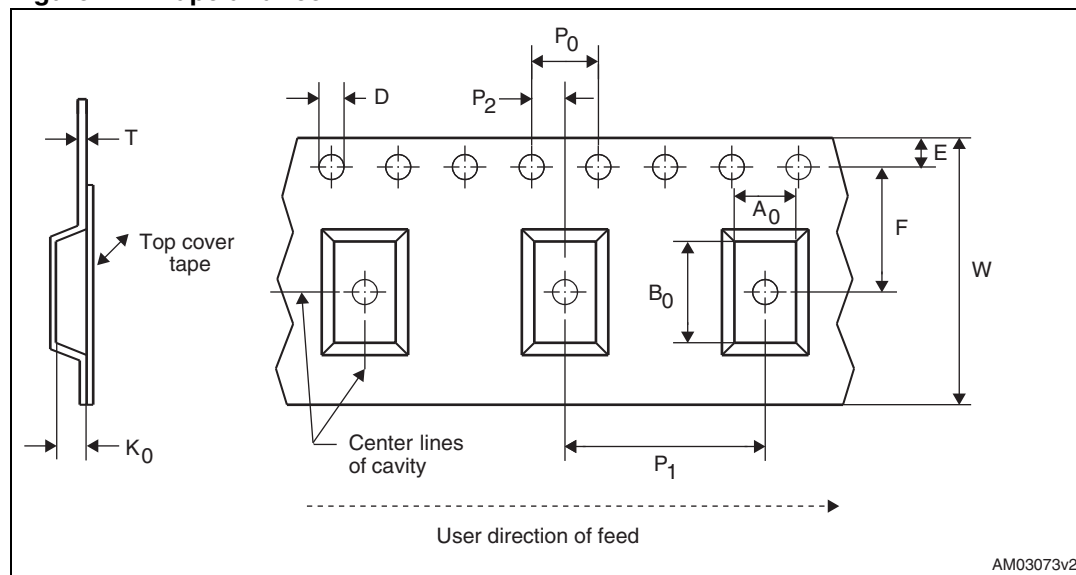 P0
D
P2
T
E
A0
F
Top cover
tape
W
B0
Center lines
of cavity
K0
P1
User direction of feed
AM03073v2